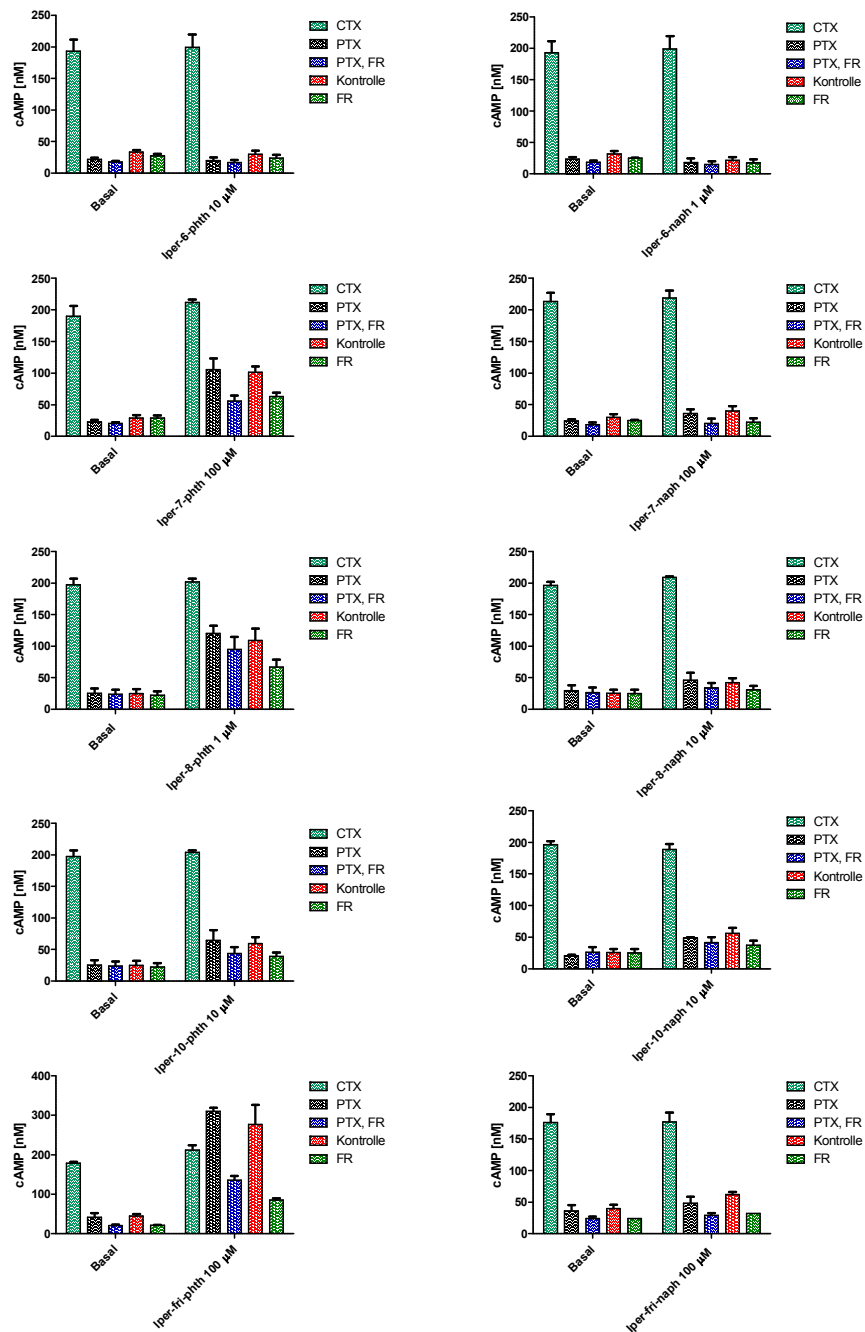 250
200
150
100
50
0
cAMP [nM]
Basal
Iper-6-phth 10 µM
CTX
PTX
PTX, FR
Kontrolle
FR
250
200
150
100
50
0
cAMP [nM]
Basal
Iper-6-naph 1 µM
CTX
PTX
PTX, FR
Kontrolle
FR
250
200
150
100
50
0
cAMP [nM]
Basal
Iper-7-phth 100 µM
CTX
PTX
PTX, FR
Kontrolle
FR
250
200
150
100
50
0
cAMP [nM]
Basal
Iper-7-naph 100 µM
CTX
PTX
PTX, FR
Kontrolle
FR
250
200
150
100
50
0
cAMP [nM]
Basal
Iper-8-phth 1 µM
CTX
PTX
PTX, FR
Kontrolle
FR
250
200
150
100
50
0
cAMP [nM]
Basal
Iper-8-naph 10 µM
CTX
PTX
PTX, FR
Kontrolle
FR
250
200
150
100
50
0
cAMP [nM]
Basal
Iper-10-phth 10 µM
CTX
PTX
PTX, FR
Kontrolle
FR
250
200
150
100
50
0
cAMP [nM]
Basal
Iper-10-naph 10 µM
CTX
PTX
PTX, FR
Kontrolle
FR
400
300
200
100
0
cAMP [nM]
Basal
Iper-fri-phth 100 µM
CTX
PTX
PTX, FR
Kontrolle
FR
250
200
150
100
50
0
cAMP [nM]
Basal
Iper-fri-naph 100 µM
CTX
PTX
PTX, FR
Kontrolle
FR